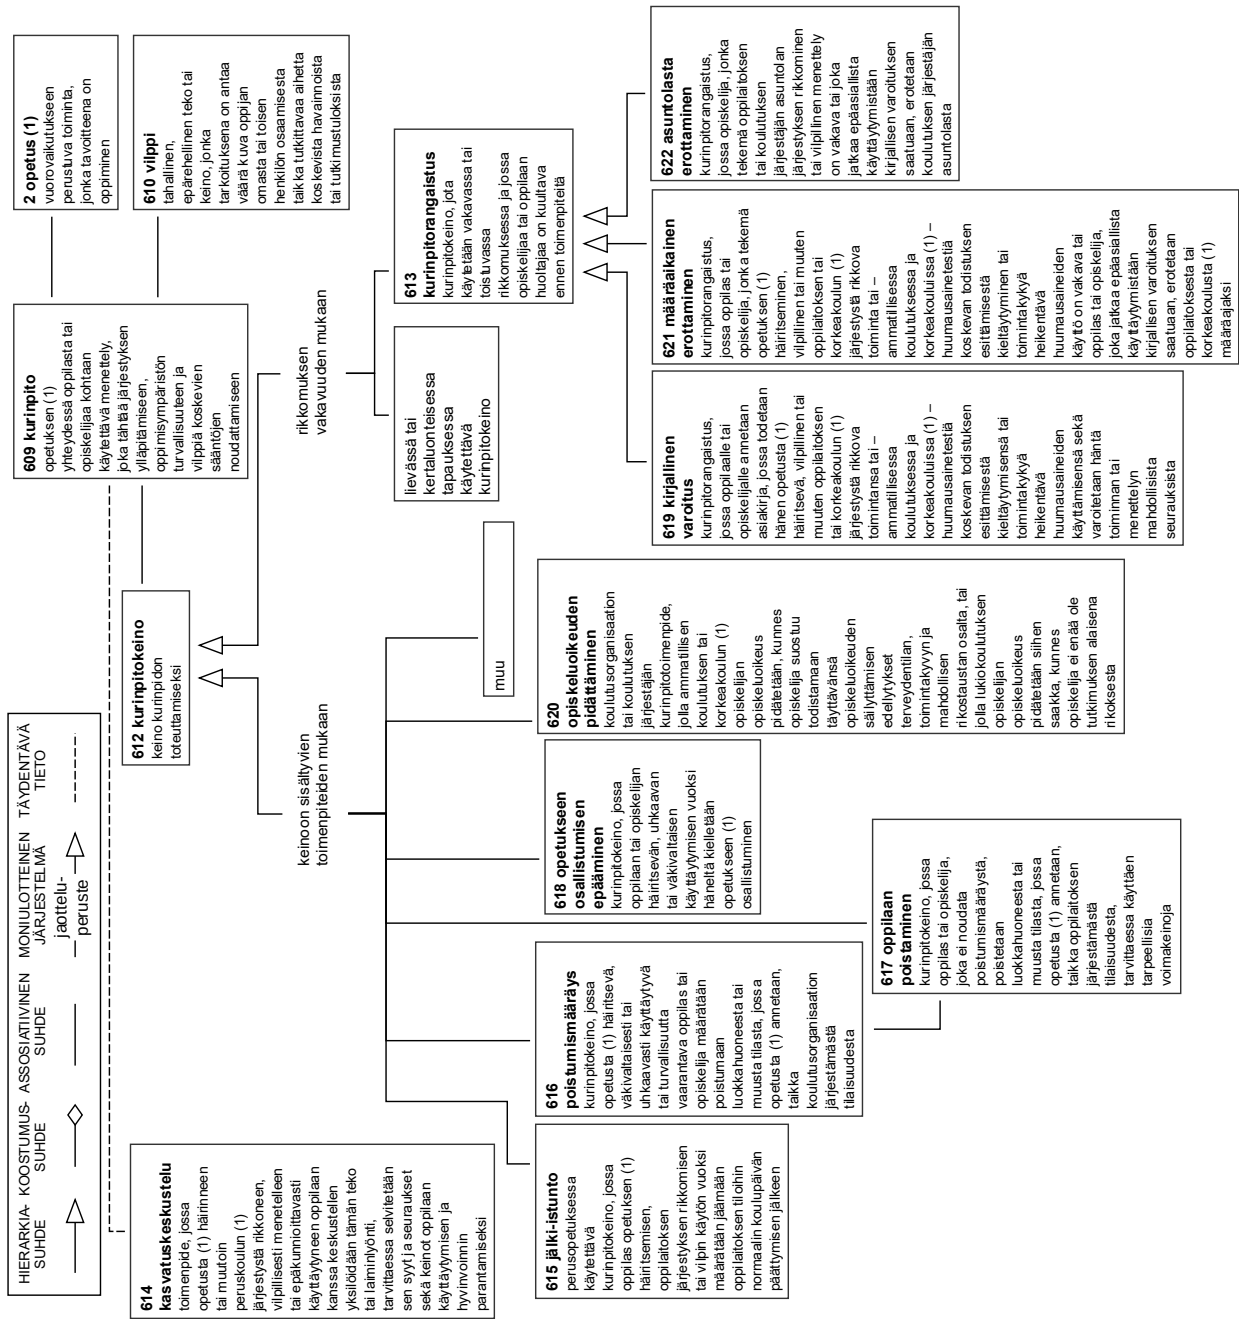 HIERARKIA-
SUHDE
KOOSTUMUS-
SUHDE
ASSOSIATIIVINEN
SUHDE
MONIULOTTEINEN
JÄRJESTELMÄ
jaottelu-
peruste
TÄYDENTÄVÄ
TIETO
2 opetus (1)
vuorovaikutukseen
perustuva toiminta,
jonka tavoitteena on
oppiminen
609 kurinpito
opetuksen (1)
yhteydessä oppilasta tai
opiskelijaa kohtaan
käytettävä menettely,
joka tähtää järjestyksen
ylläpitämiseen,
oppimisympäristön
turvallisuuteen ja
vilppiä koskevien
sääntöjen
noudattamiseen
610 vilppi
tahallinen,
epärehellinen teko tai
keino, jonka
tarkoituksena on antaa
väärä kuva oppijan
omasta tai toisen
henkilön osaamisesta
taikka tutkittavaa aihetta
koskevista havainnoista
tai tutkimustuloksista
612 kurinpitokeino
keino kurinpidon
toteuttamiseksi
614
kasvatuskeskustelu
toimenpide, jossa
opetusta (1) häirinneen
tai muutoin
peruskoulun (1)
järjestystä rikkoneen,
vilpillisesti menetelleen
tai epäkunnioittavasti
käyttäytyneen oppilaan
kanssa keskustellen
yksilöidään tämän teko
tai laiminlyönti,
tarvittaessa selvitetään
sen syyt ja seuraukset
sekä keinot oppilaan
käyttäytymisen ja
hyvinvoinnin
parantamiseksi
keinoon sisältyvien
toimenpiteiden mukaan
rikomuksen
vakavuuden mukaan
lievässä tai
kertaluonteisessa
tapauksessa
käytettävä
kurinpitokeino
613
kurinpitorangaistus
kurinpitokeino, jota
käytetään vakavassa tai
toistuvassa
rikkomuksessa ja jossa
opiskelijaa tai oppilaan
huoltajaa on kuultava
ennen toimenpiteitä
muu
615 jälki-istunto
perusopetuksessa
käytettävä
kurinpitokeino, jossa
oppilas opetuksen (1)
häiritsemisen,
oppilaitoksen
järjestyksen rikkomisen
tai vilpin käytön vuoksi
määrätään jäämään
oppilaitoksen tiloihin
normaalin koulupäivän
päättymisen jälkeen
616
poistumismääräys
kurinpitokeino, jossa
opetusta (1) häiritsevä,
väkivaltaisesti tai
uhkaavasti käyttäytyvä
tai turvallisuutta
vaarantava oppilas tai
opiskelija määrätään
poistumaan
luokkahuoneesta tai
muusta tilasta, jossa
opetusta (1) annetaan,
taikka
koulutusorganisaation
järjestämästä
tilaisuudesta
617 oppilaan
poistaminen
kurinpitokeino, jossa
oppilas tai opiskelija,
joka ei noudata
poistumismääräystä,
poistetaan
luokkahuoneesta tai
muusta tilasta, jossa
opetusta (1) annetaan,
taikka oppilaitoksen
järjestämästä
tilaisuudesta,
tarvittaessa käyttäen
tarpeellisia
voimakeinoja
618 opetukseen
osallistumisen
epääminen
kurinpitokeino, jossa
oppilaan tai opiskelijan
häiritsevän, uhkaavan
tai väkivaltaisen
käyttäytymisen vuoksi
häneltä kielletään
opetukseen (1)
osallistuminen
620
opiskeluoikeuden
pidättäminen
koulutusorganisaation
tai koulutuksen
järjestäjän
kurinpitotoimenpide,
jolla ammatillisen
koulutuksen tai
korkeakoulun (1)
opiskelijan
opiskeluoikeus
pidätetään, kunnes
opiskelija suostuu
todistamaan
täyttävänsä
opiskeluoikeuden
säilyttämisen
edellytykset
terveydentilan,
toimintakyvyn ja
mahdollisen
rikostaustan osalta, tai
jolla lukiokoulutuksen
opiskelijan
opiskeluoikeus
pidätetään siihen
saakka, kunnes
opiskelija ei enää ole
tutkimuksen alaisena
rikoksesta
619 kirjallinen
varoitus
kurinpitorangaistus,
jossa oppilaalle tai
opiskelijalle annetaan
asiakirja, jossa todetaan
hänen opetusta (1)
häiritsevä, vilpillinen tai
muuten oppilaitoksen
tai korkeakoulun (1)
järjestystä rikkova
toimintansa tai –
ammatillisessa
koulutuksessa ja
korkeakouluissa (1) –
huumausainetestiä
koskevan todistuksen
esittämisestä
kieltäytymisensä tai
toimintakykyä
heikentävä
huumausaineiden
käyttämisensä sekä
varoitetaan häntä
toiminnan tai
menettelyn
mahdollisista
seurauksista
621 määräaikainen
erottaminen
kurinpitorangaistus,
jossa oppilas tai
opiskelija, jonka tekemä
opetuksen (1)
häiritseminen,
vilpillinen tai muuten
oppilaitoksen tai
korkeakoulun (1)
järjestystä rikkova
toiminta tai –
ammatillisessa
koulutuksessa ja
korkeakouluissa (1) –
huumausainetestiä
koskevan todistuksen
esittämisestä
kieltäytyminen tai
toimintakykyä
heikentävä
huumausaineiden
käyttö on vakava tai
oppilas tai opiskelija,
joka jatkaa epäasiallista
käyttäytymistään
kirjallisen varoituksen
saatuaan, erotetaan
oppilaitoksesta tai
korkeakoulusta (1)
määräajaksi
622 asuntolasta
erottaminen
kurinpitorangaistus,
jossa opiskelija, jonka
tekemä oppilaitoksen
tai koulutuksen
järjestäjän asuntolan
järjestyksen rikkominen
tai vilpillinen menettely
on vakava tai joka
jatkaa epäasiallista
käyttäytymistään
kirjallisen varoituksen
saatuaan, erotetaan
koulutuksen järjestäjän
asuntolasta